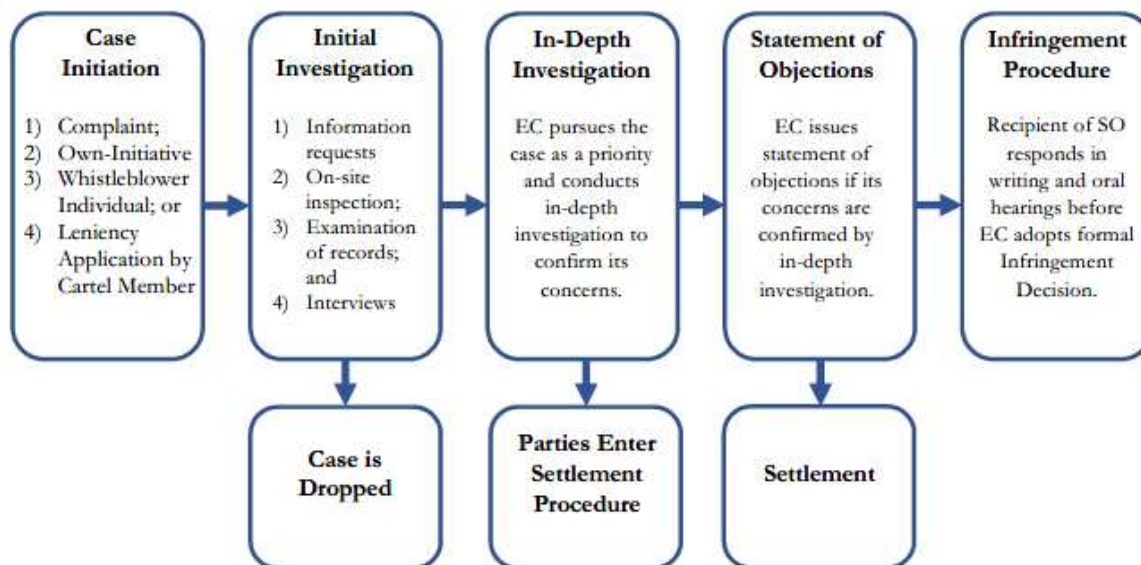 Case
Initiation
1) Complaint;
2) Own-Initiative
3) Whistleblower
Individual; or
4) Leniency
Application by
Cartel Member
Initial
Investigation
1) Information
requests
2) On-site
inspection;
3) Examination
of records;
and
4) Interviews
In-Depth
Investigation
EC pursues the
case as a priority
and conducts
in-depth
investigation to
confirm its
concerns.
Statement of
Objections
EC issues
statement of
objections if its
concerns are
confirmed by
in-depth
investigation.
Infringement
Procedure
Recipient of SO
responds in
writing and oral
hearings before
EC adopts formal
Infringement
Decision.
Case is
Dropped
Parties Enter
Settlement
Procedure
Settlement